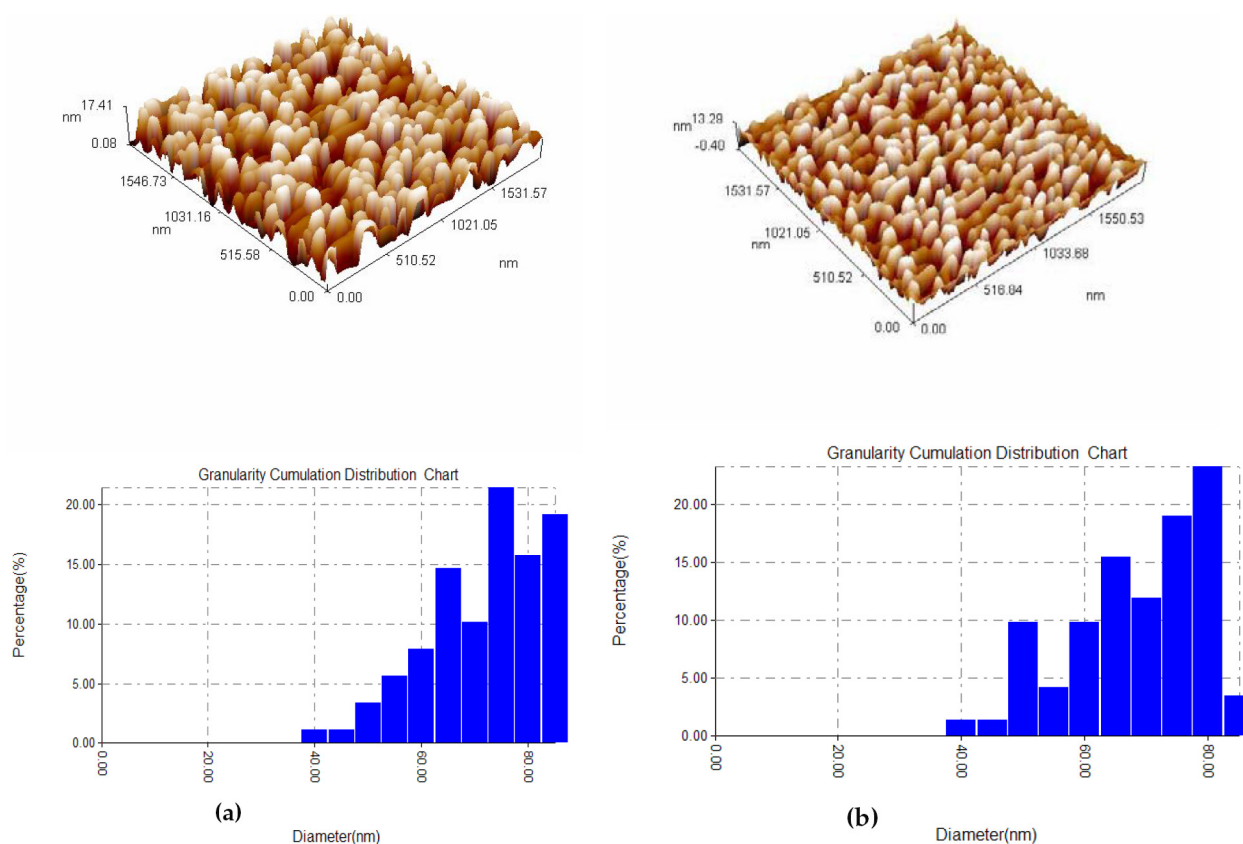 17.41
nm
0.08
1546.73
1031.16
nm
515.58
0.00
0.00
510.52
1021.05
1531.57
nm
13.28
nm
-0.40
1531.57
1021.05
nm
510.52
0.00
0.00
516.84
1033.68
1550.53
nm
Granularity Cumulation Distribution Chart
Percentage(%)
20.00
15.00
10.00
5.00
0.00
0.00
20.00
40.00
60.00
80.00
(a)
Diameter(nm)
Granularity Cumulation Distribution Chart
Percentage(%)
20.00
15.00
10.00
5.00
0.00
0.00
20.00
40.00
60.00
80.00
(b)
Diameter(nm)